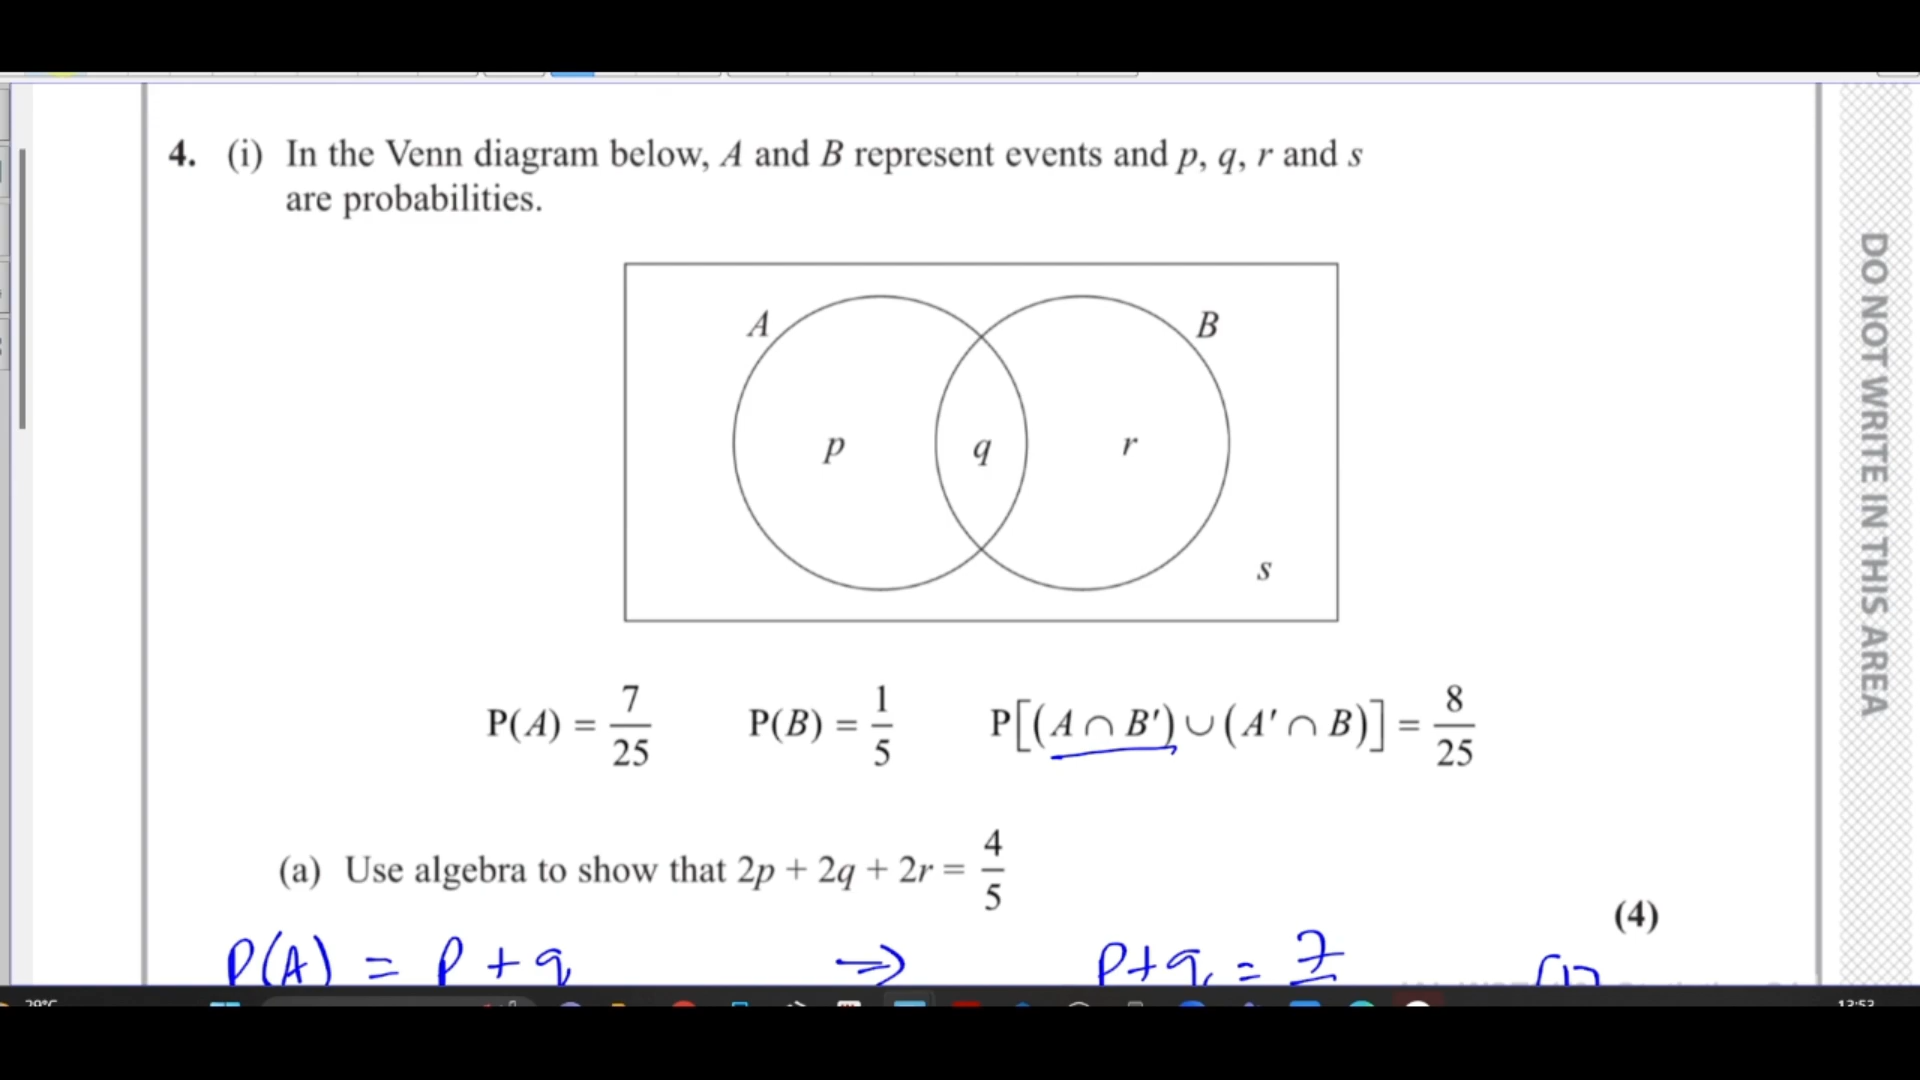 4. (i) In the Venn diagram below, A and B represent events and p, q, r and s
are probabilities.
A B
p q r
s
P(A) = 7/25 P(B) = 1/5 P[(A ∩ B′) ∪ (A′ ∩ B)] = 8/25
(a) Use algebra to show that 2p + 2q + 2r = 4/5
(4)
P(A) = p + q ⇒ p + q = 7
DO NOT WRITE IN THIS AREA